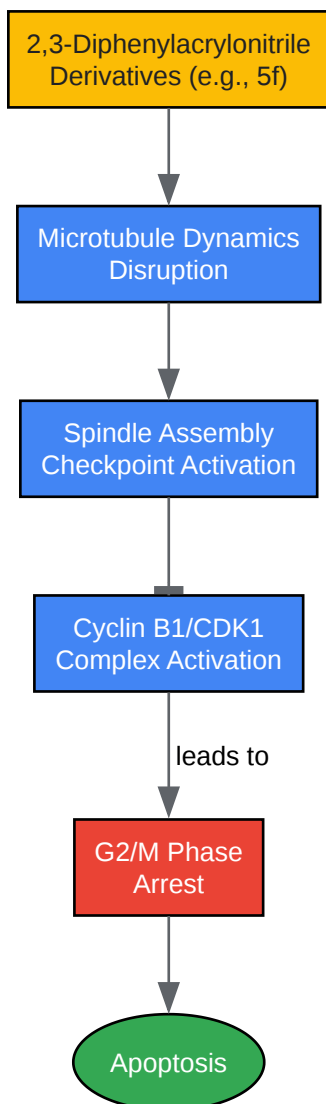 2,3-Diphenylacrylonitrile
Derivatives (e.g., 5f)
Microtubule Dynamics
Disruption
Spindle Assembly
Checkpoint Activation
Cyclin B1/CDK1
Complex Activation
leads to
G2/M Phase
Arrest
Apoptosis